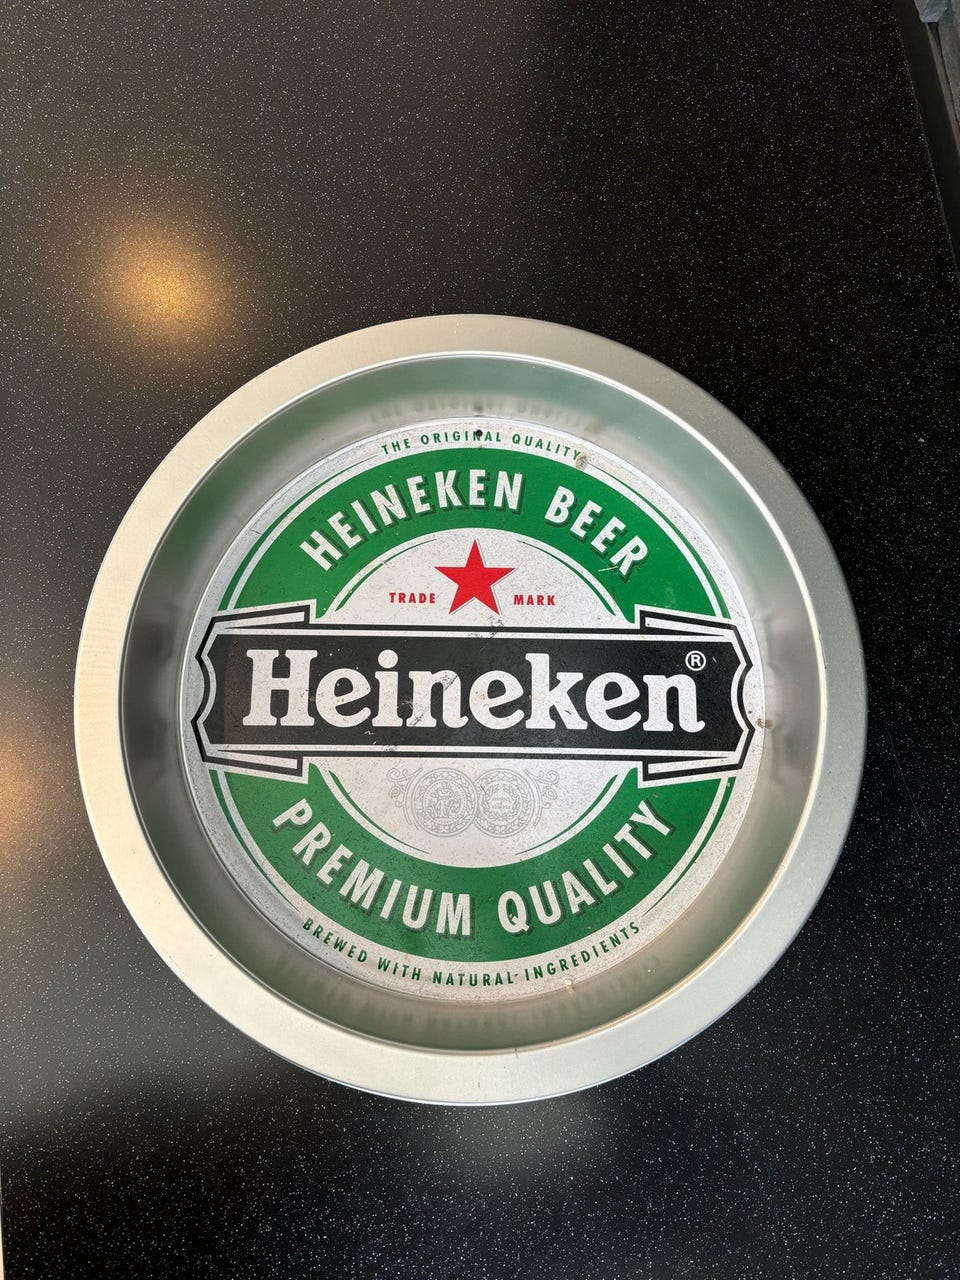 THE ORIGINAL QUALITY
HEINEKEN BEER
TRADE MARK
Heineken®
PREMIUM QUALITY
BREWED WITH NATURAL INGREDIENTS